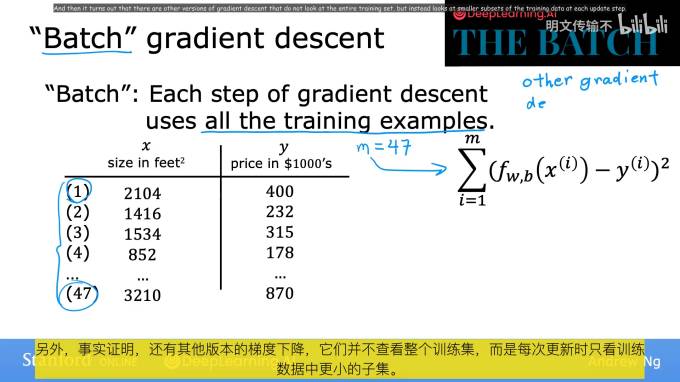 And then it turns out that there are other versions of gradient descent that do not look at the entire training set, but instead looks at smaller subsets of the training data at each update step.
DeepLearning.AI
明文传输不 bilibili
"Batch" gradient descent
THE BATCH
other gradient
de
"Batch": Each step of gradient descent
uses all the training examples.
x y
size in feet² price in $1000's
m = 47
(1) 2104 400
(2) 1416 232
(3) 1534 315
(4) 852 178
... ... ...
(47) 3210 870
m
∑(f_{w,b}(x^{(i)}) − y^{(i)})²
i=1
另外，事实证明，还有其他版本的梯度下降，它们并不查看整个训练集，而是每次更新时只看训练
数据中更小的子集。
Stanford ONLINE DeepLearning.AI Andrew Ng